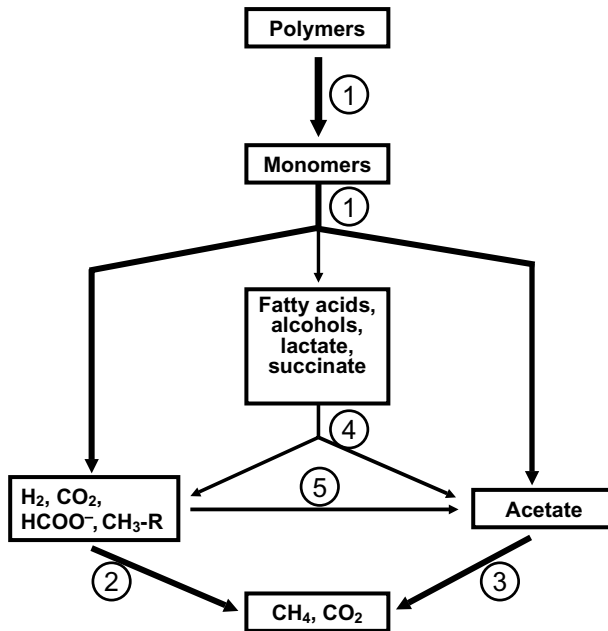 Polymers
1
Monomers
1
Fatty acids,
alcohols,
lactate,
succinate
4
5
H₂, CO₂,
HCOO⁻, CH₃-R
Acetate
2
3
CH₄, CO₂